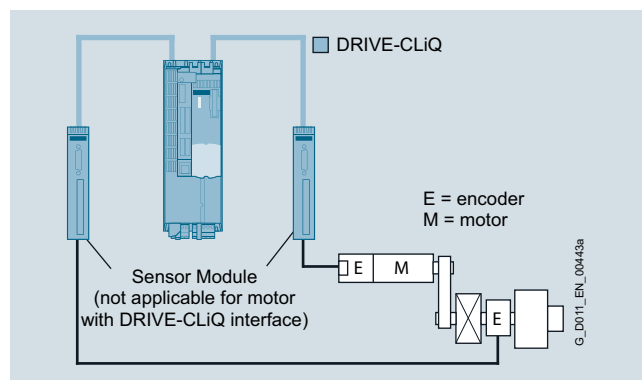 DRIVE-CLiQ
E = encoder
M = motor
Sensor Module
(not applicable for motor
with DRIVE-CLiQ interface)
E M
E
G_D011_EN_00443a